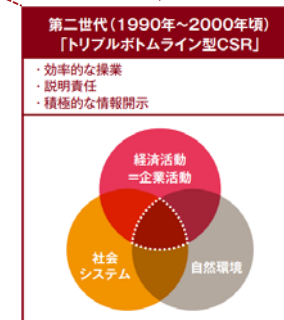 第二世代(1990年～2000年頃)
「トリプルボトムライン型CSR」
・効率的な操業
・説明責任
・積極的な情報開示
経済活動
=企業活動
社会
システム
自然環境